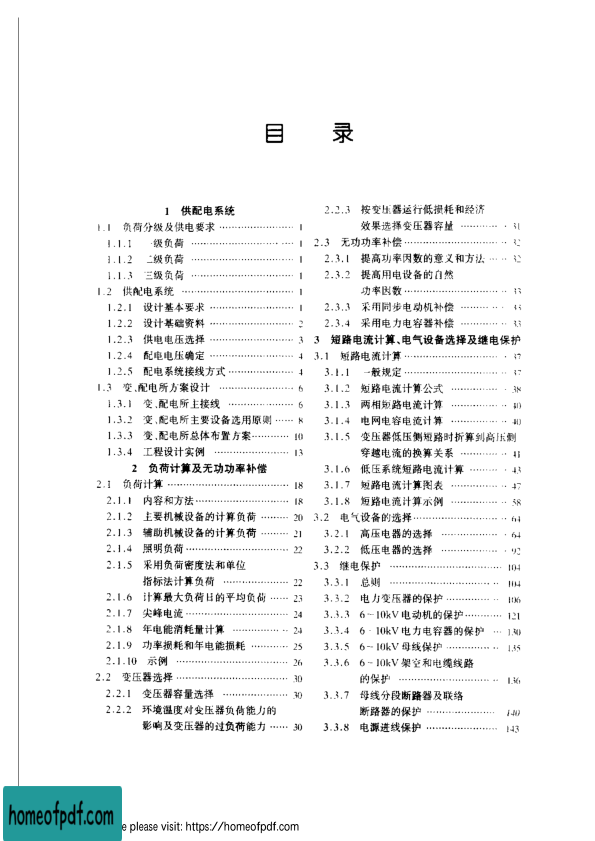 目 录
1 供配电系统
1.1 负荷分级及供电要求 …… 1
1.1.1 一级负荷 …… 1
1.1.2 二级负荷 …… 1
1.1.3 三级负荷 …… 1
1.2 供配电系统 …… 1
1.2.1 设计基本要求 …… 1
1.2.2 设计基础资料 …… 2
1.2.3 供电电压选择 …… 3
1.2.4 配电电压确定 …… 4
1.2.5 配电系统接线方式 …… 4
1.3 变、配电所方案设计 …… 6
1.3.1 变、配电所主接线 …… 6
1.3.2 变、配电所主要设备选用原则 …… 8
1.3.3 变、配电所总体布置方案 …… 10
1.3.4 工程设计实例 …… 13
2 负荷计算及无功功率补偿
2.1 负荷计算 …… 18
2.1.1 内容和方法 …… 18
2.1.2 主要机械设备的计算负荷 …… 20
2.1.3 辅助机械设备的计算负荷 …… 21
2.1.4 照明负荷 …… 22
2.1.5 采用负荷密度法和单位
指标法计算负荷 …… 22
2.1.6 计算最大负荷日的平均负荷 …… 23
2.1.7 尖峰电流 …… 24
2.1.8 年电能消耗量计算 …… 24
2.1.9 功率损耗和年电能损耗 …… 25
2.1.10 示例 …… 26
2.2 变压器选择 …… 30
2.2.1 变压器容量选择 …… 30
2.2.2 环境温度对变压器负荷能力的
影响及变压器的过负荷能力 …… 30
2.2.3 按变压器运行低损耗和经济
效果选择变压器容量 …… 31
2.3 无功功率补偿 …… 32
2.3.1 提高功率因数的意义和方法 …… 32
2.3.2 提高用电设备的自然
功率因数 …… 33
2.3.3 采用同步电动机补偿 …… 33
2.3.4 采用电力电容器补偿 …… 33
3 短路电流计算、电气设备选择及继电保护
3.1 短路电流计算 …… 37
3.1.1 一般规定 …… 37
3.1.2 短路电流计算公式 …… 38
3.1.3 两相短路电流计算 …… 40
3.1.4 电网电容电流计算 …… 40
3.1.5 变压器低压侧短路时折算到高压侧
穿越电流的换算关系 …… 41
3.1.6 低压系统短路电流计算 …… 43
3.1.7 短路电流计算图表 …… 47
3.1.8 短路电流计算示例 …… 58
3.2 电气设备的选择 …… 64
3.2.1 高压电器的选择 …… 64
3.2.2 低压电器的选择 …… 92
3.3 继电保护 …… 104
3.3.1 总则 …… 104
3.3.2 电力变压器的保护 …… 106
3.3.3 6～10kV电动机的保护 …… 121
3.3.4 6～10kV电力电容器的保护 …… 130
3.3.5 6～10kV母线保护 …… 135
3.3.6 6～10kV架空和电缆线路
的保护 …… 136
3.3.7 母线分段断路器及联络
断路器的保护 …… 140
3.3.8 电源进线保护 …… 143
homeofpdf.com
e please visit: https://homeofpdf.com